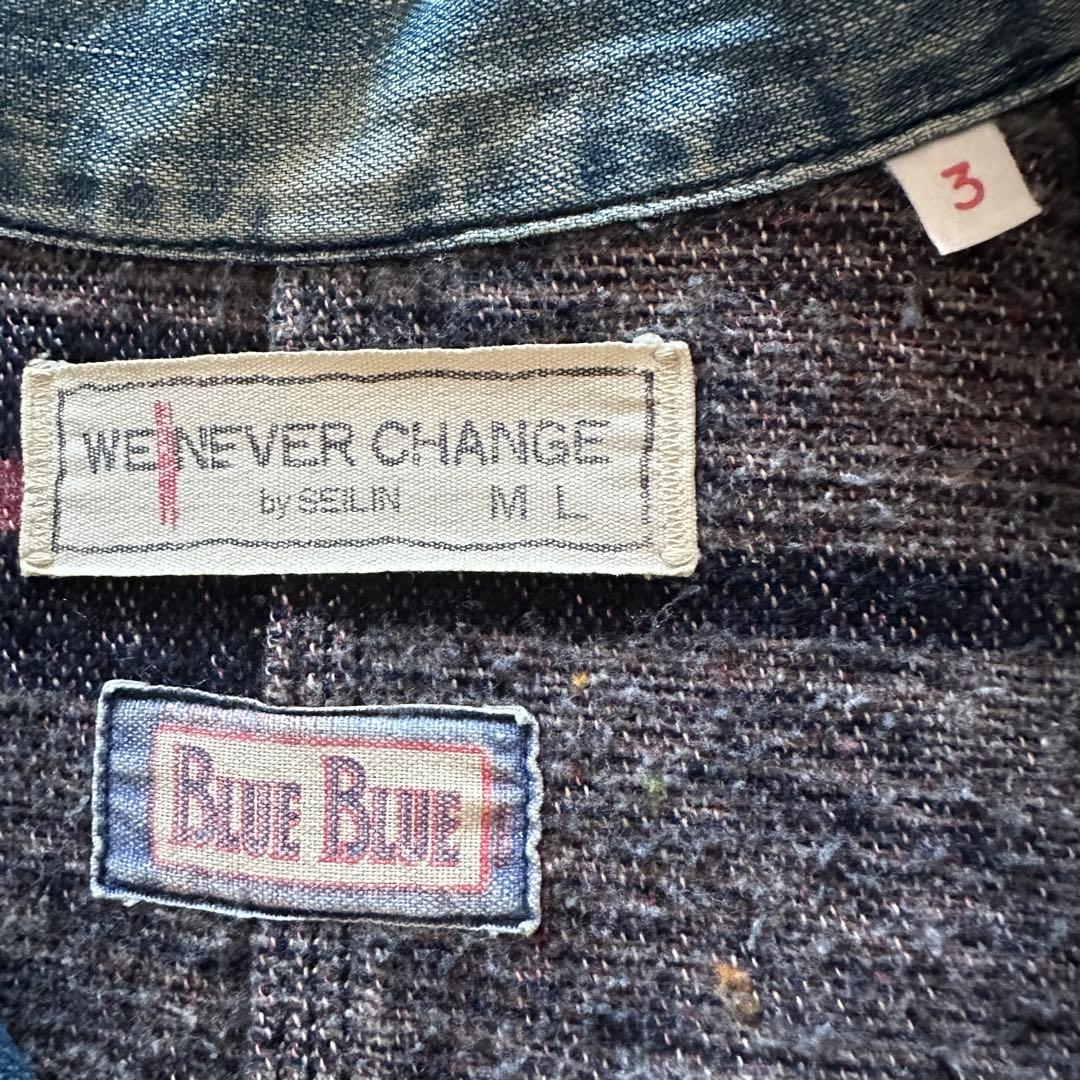 3
WE NEVER CHANGE
by SEILIN M L
BLUE BLUE